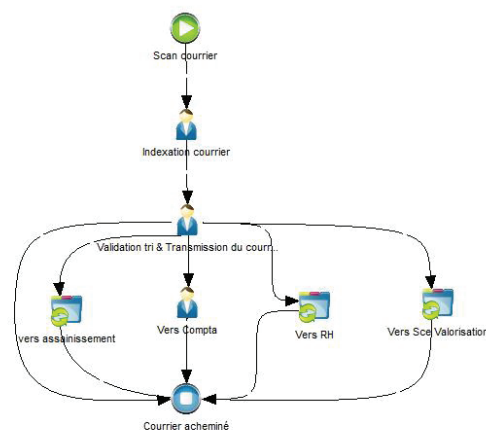 Scan courrier
Indexation courrier
Validation tri & Transmission du courr...
vers assainissement
Vers Compta
Vers RH
Vers Sce Valorisation
Courrier acheminé